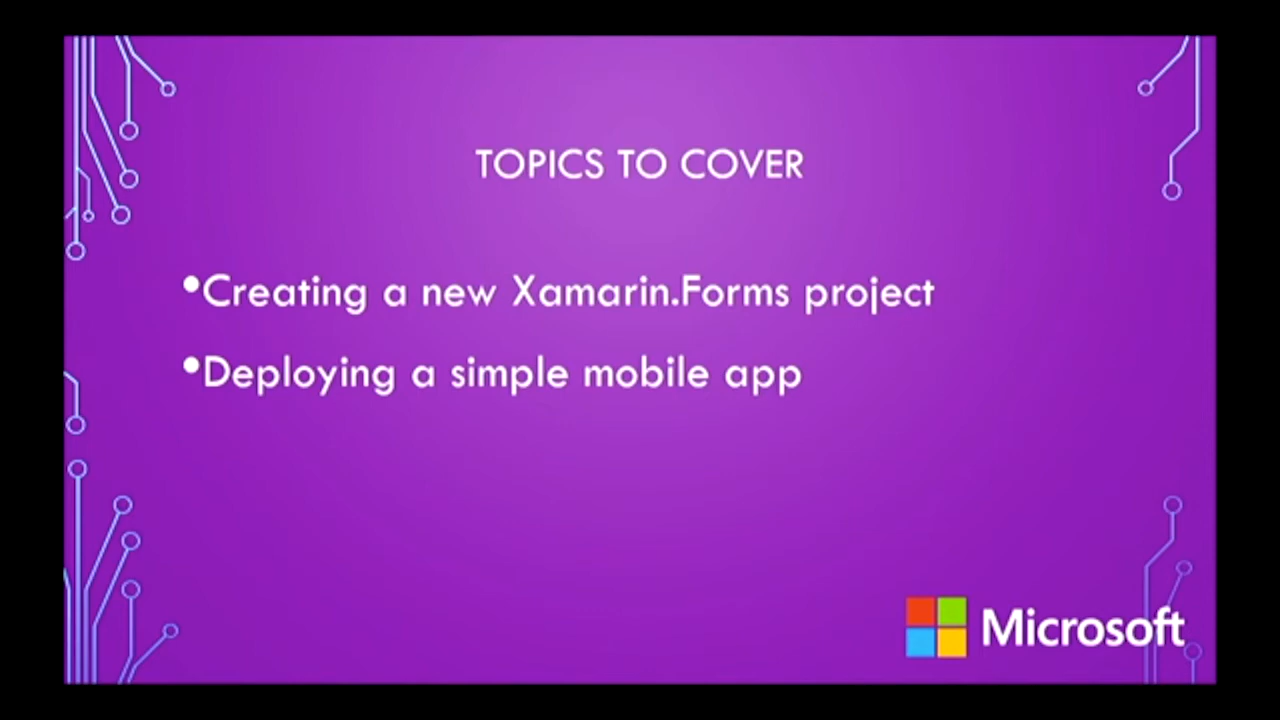 TOPICS TO COVER
•Creating a new Xamarin.Forms project
•Deploying a simple mobile app
Microsoft